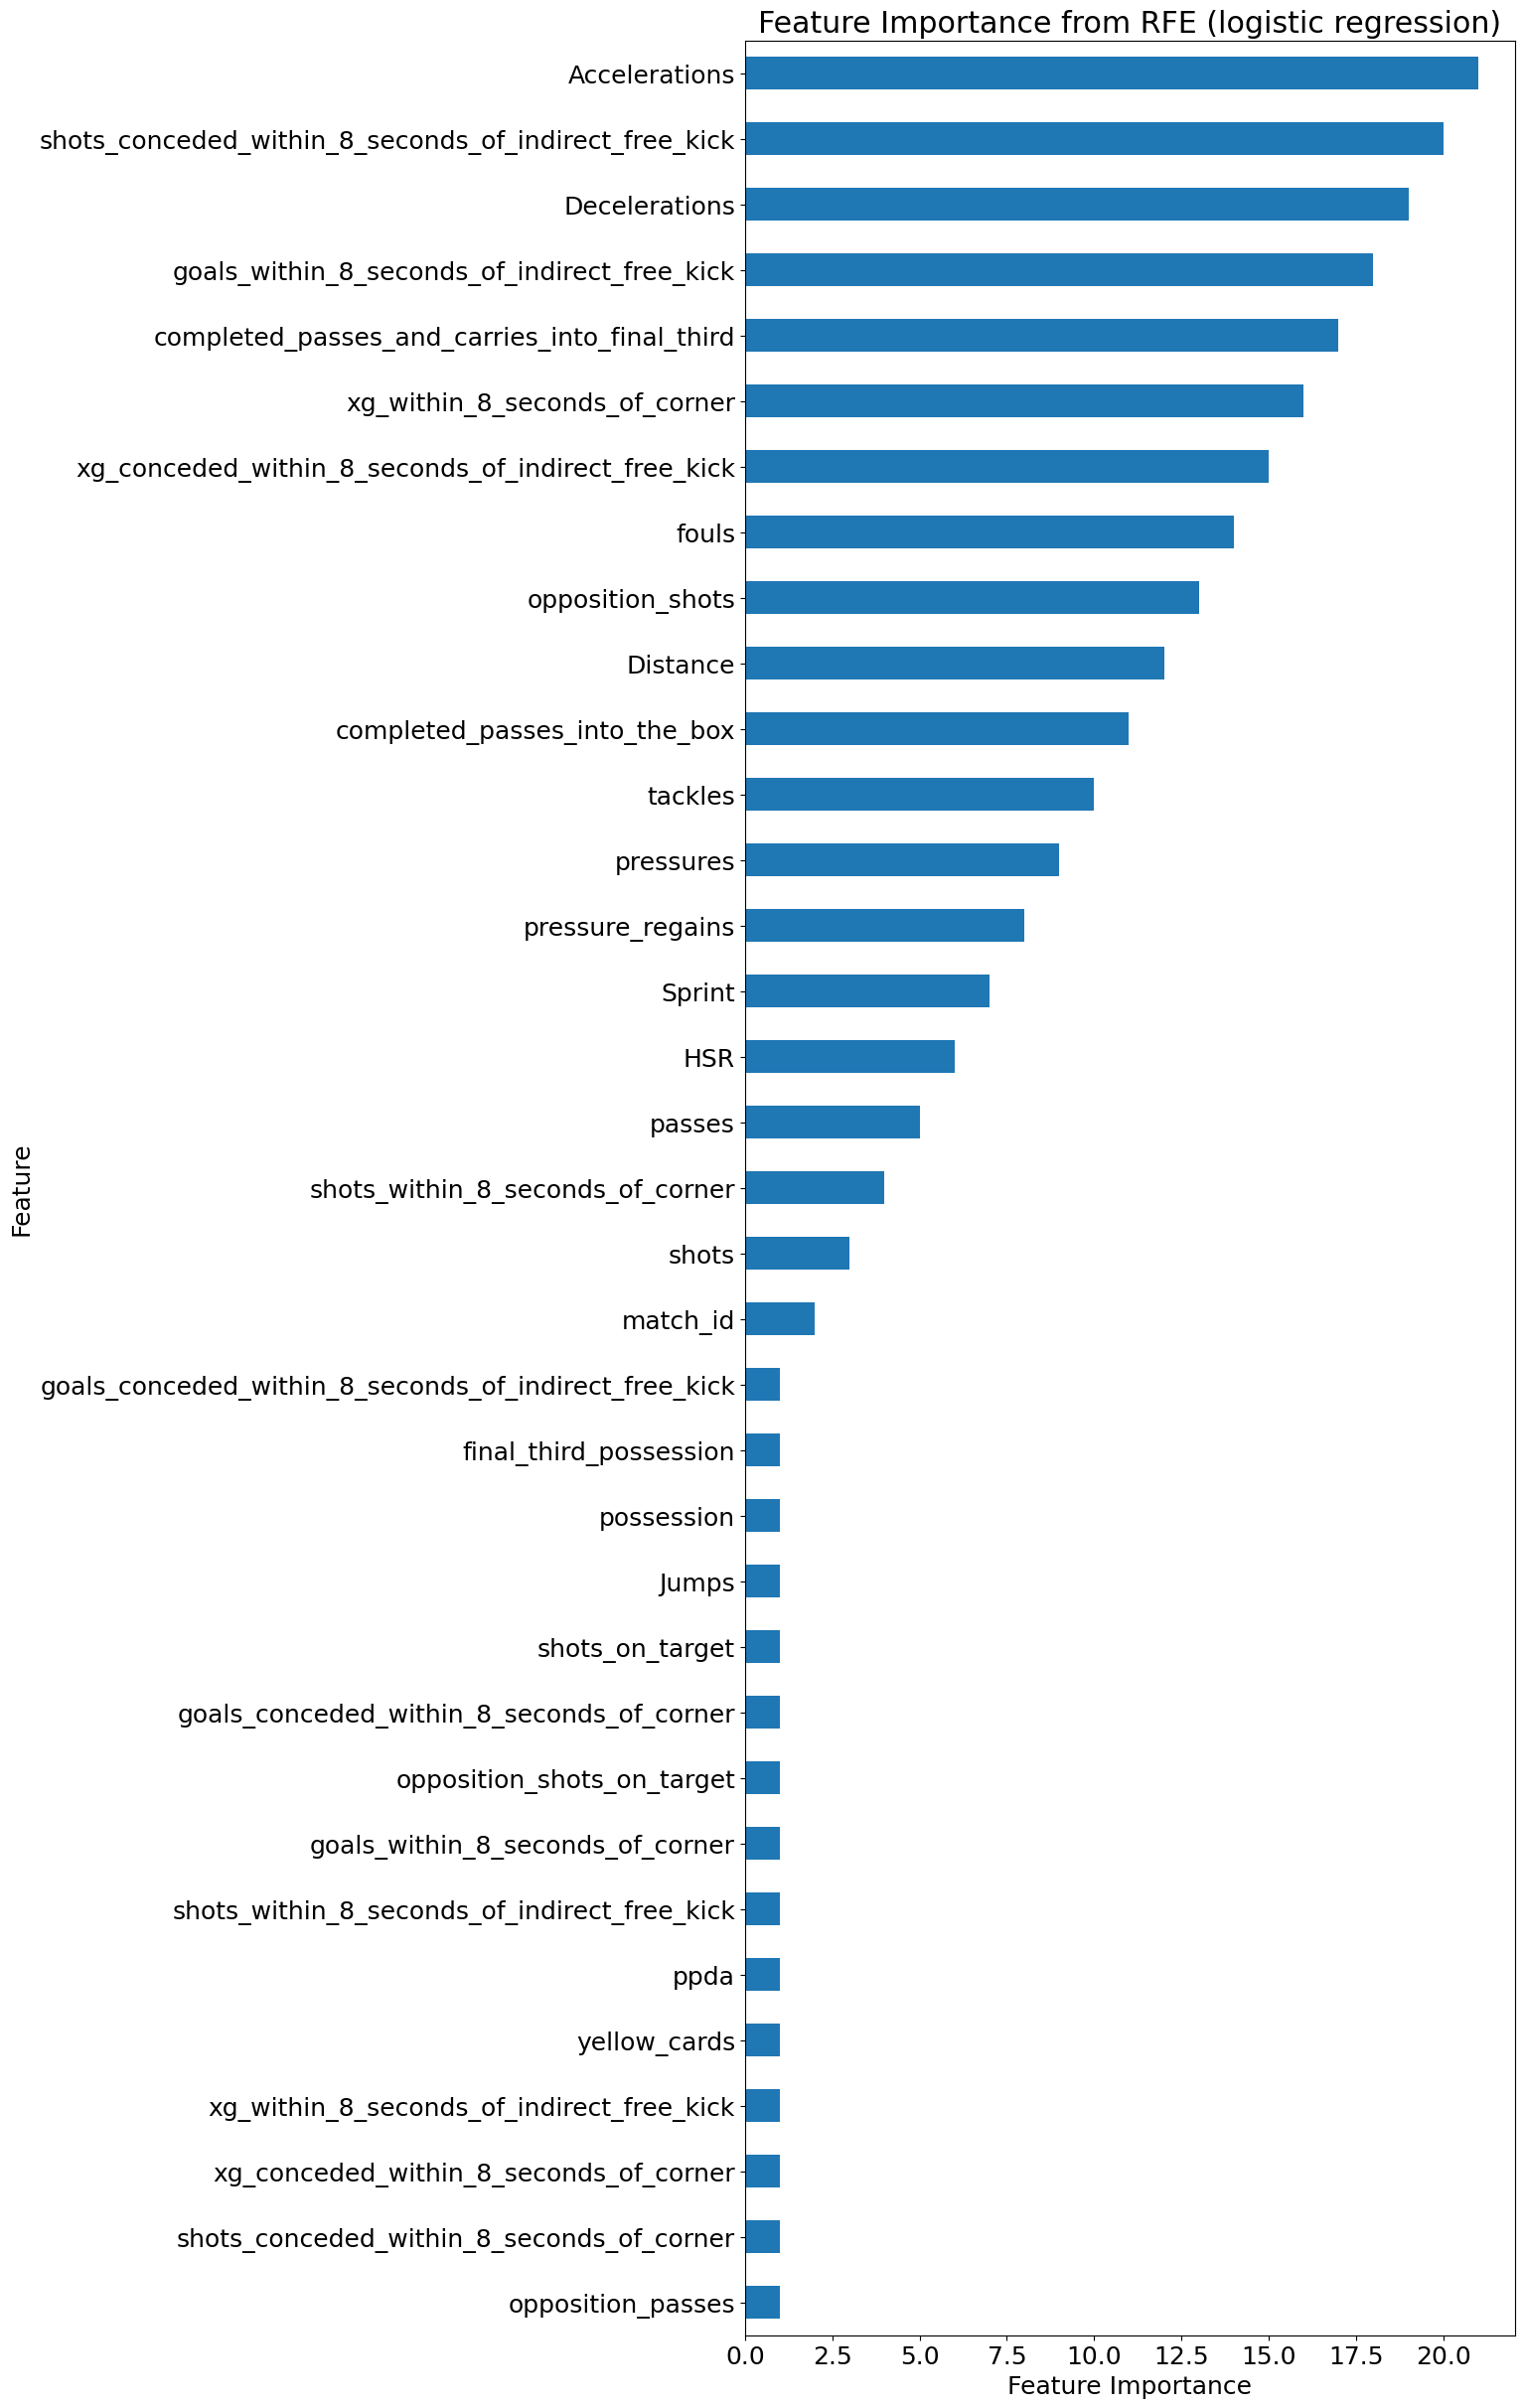 Feature Importance from RFE (logistic regression)
Accelerations
shots_conceded_within_8_seconds_of_indirect_free_kick
Decelerations
goals_within_8_seconds_of_indirect_free_kick
completed_passes_and_carries_into_final_third
xg_within_8_seconds_of_corner
xg_conceded_within_8_seconds_of_indirect_free_kick
fouls
opposition_shots
Distance
completed_passes_into_the_box
tackles
pressures
pressure_regains
Sprint
HSR
passes
shots_within_8_seconds_of_corner
shots
match_id
goals_conceded_within_8_seconds_of_indirect_free_kick
final_third_possession
possession
Jumps
shots_on_target
goals_conceded_within_8_seconds_of_corner
opposition_shots_on_target
goals_within_8_seconds_of_corner
shots_within_8_seconds_of_indirect_free_kick
ppda
yellow_cards
xg_within_8_seconds_of_indirect_free_kick
xg_conceded_within_8_seconds_of_corner
shots_conceded_within_8_seconds_of_corner
opposition_passes
Feature
0.0 2.5 5.0 7.5 10.0 12.5 15.0 17.5 20.0
Feature Importance